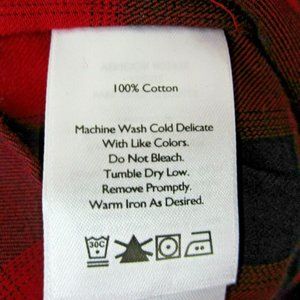 100% Cotton
Machine Wash Cold Delicate
With Like Colors.
Do Not Bleach.
Tumble Dry Low.
Remove Promptly.
Warm Iron As Desired.
30C